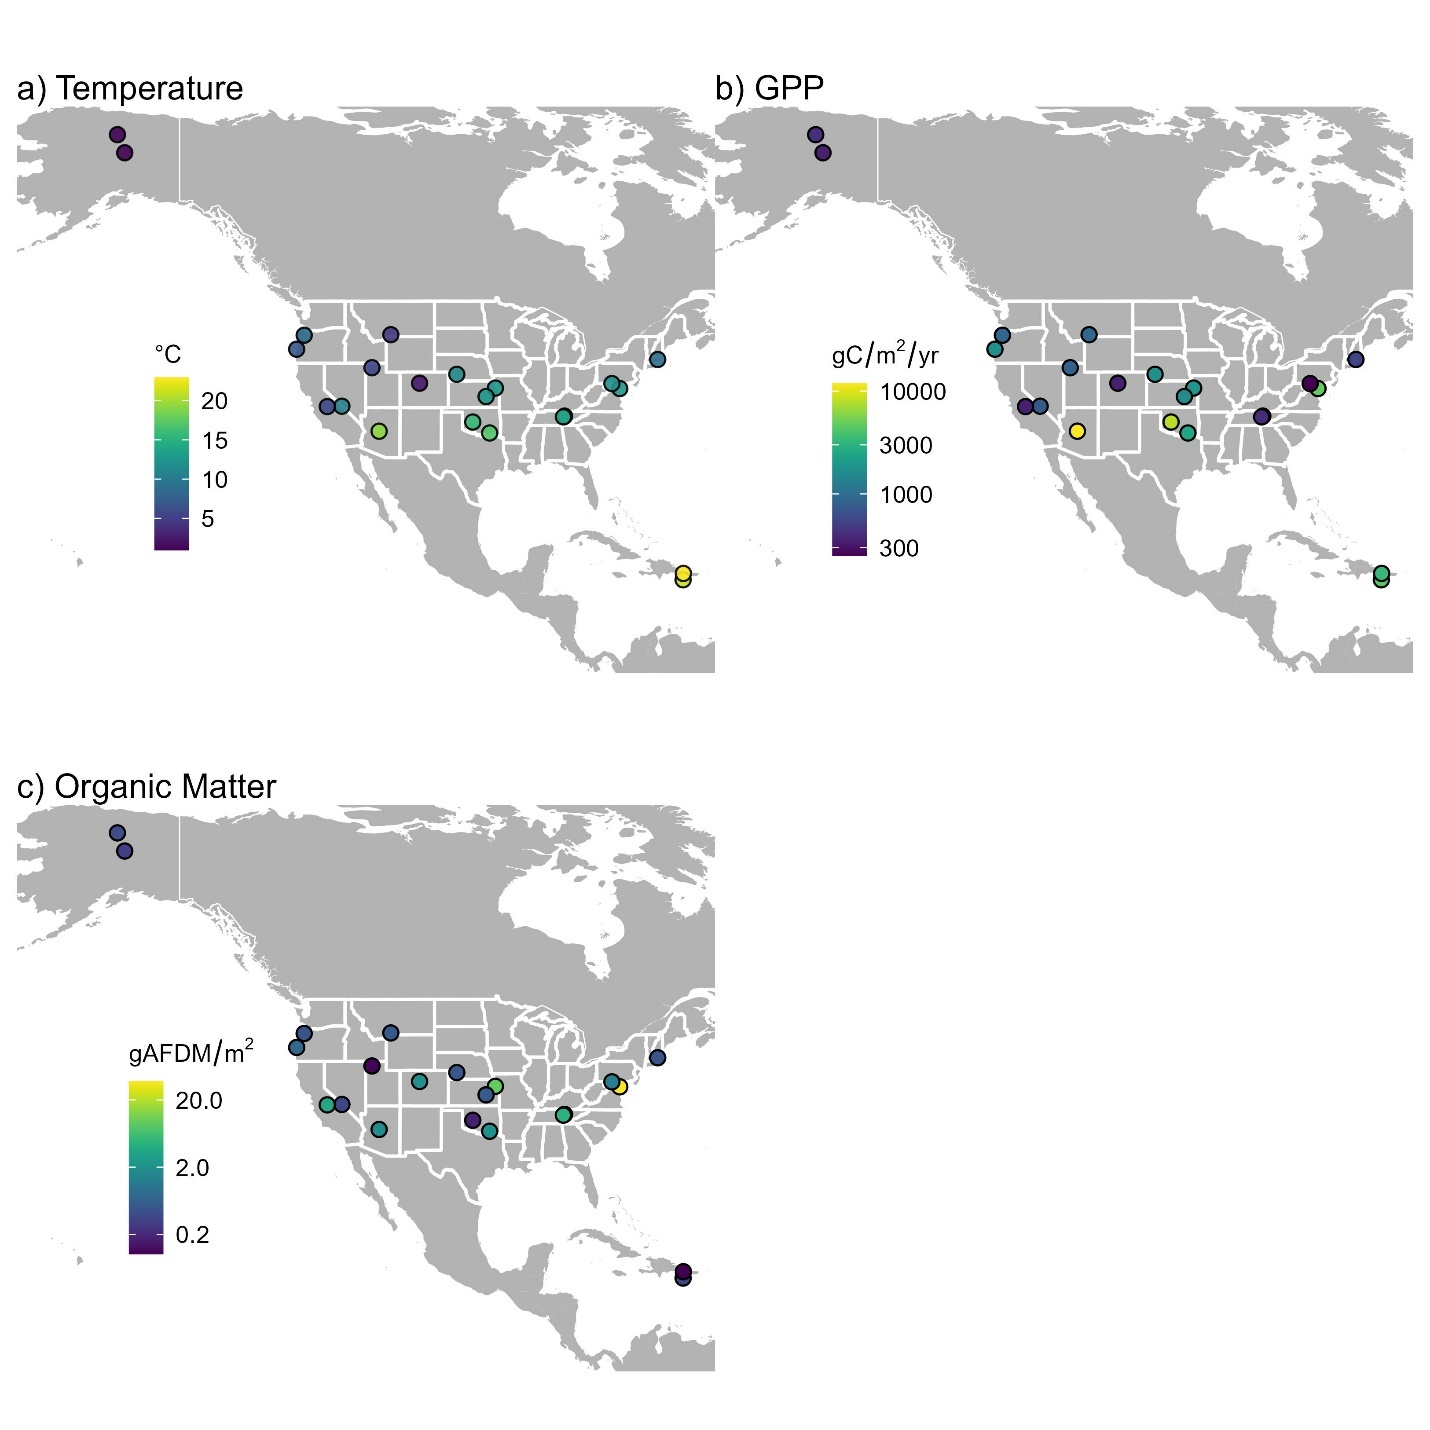 a) Temperature
b) GPP
°C
20
15
10
5
gC/m²/yr
10000
3000
1000
300
c) Organic Matter
gAFDM/m²
20.0
2.0
0.2